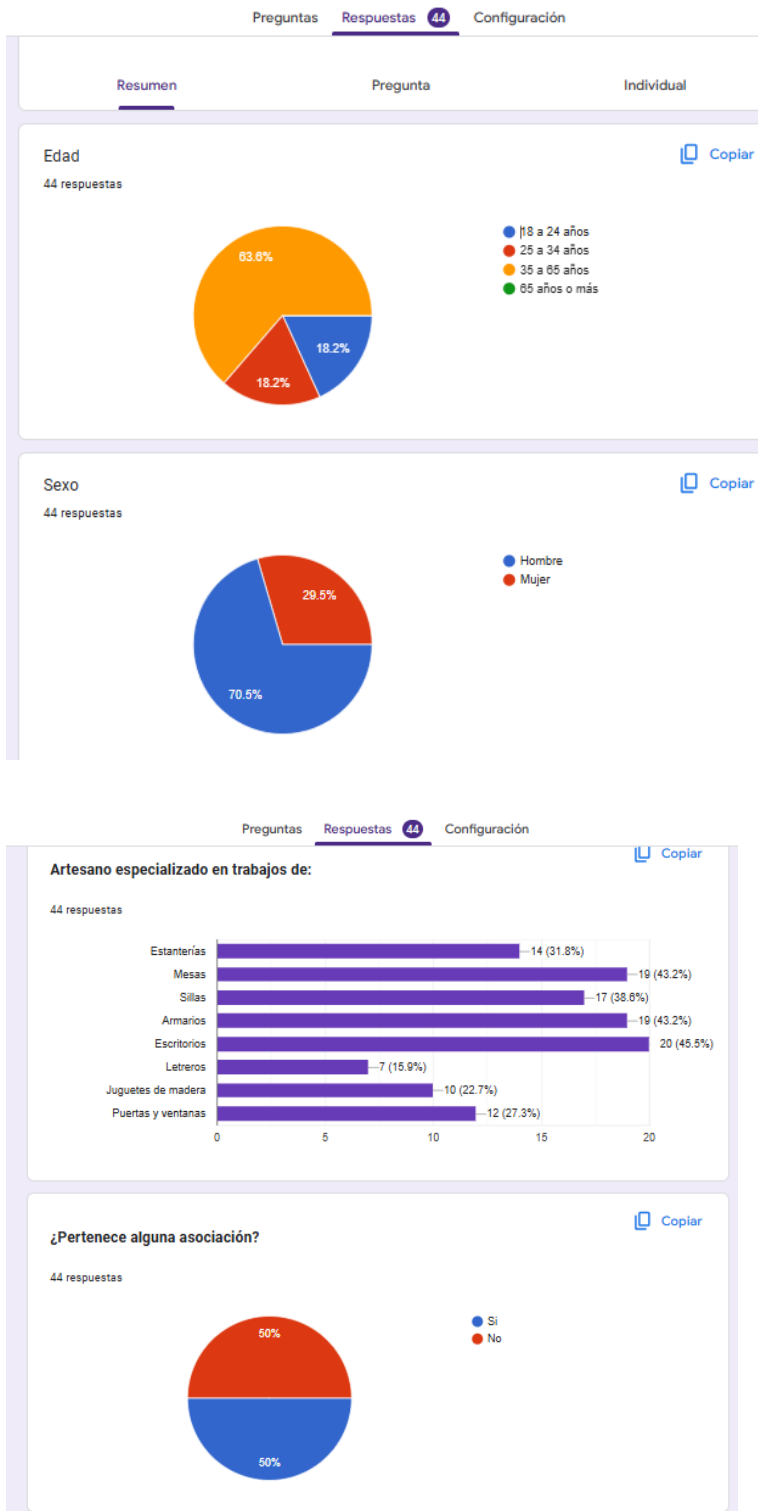 Preguntas Respuestas 44 Configuración
Resumen Pregunta Individual
Edad Copiar
44 respuestas
18 a 24 años
25 a 34 años
35 a 65 años
65 años o más
63.6%
18.2%
18.2%
Sexo Copiar
44 respuestas
Hombre
Mujer
29.5%
70.5%
Preguntas Respuestas 44 Configuración
Copiar
Artesano especializado en trabajos de:
44 respuestas
Estanterías 14 (31.8%)
Mesas 19 (43.2%)
Sillas 17 (38.6%)
Armarios 19 (43.2%)
Escritorios 20 (45.5%)
Letreros 7 (15.9%)
Juguetes de madera 10 (22.7%)
Puertas y ventanas 12 (27.3%)
0 5 10 15 20
Copiar
¿Pertenece alguna asociación?
44 respuestas
Si
No
50%
50%